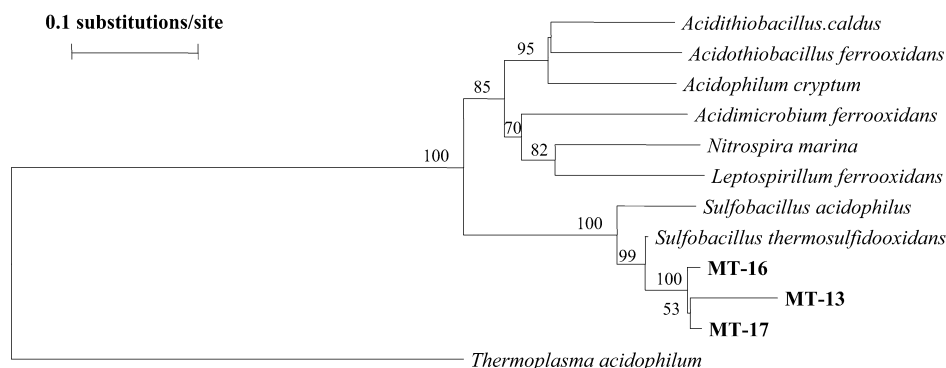 0.1 substitutions/site
Acidithiobacillus.caldus
95
Acidothiobacillus ferrooxidans
85
Acidophilum cryptum
Acidimicrobium ferrooxidans
70
82
Nitrospira marina
100
Leptospirillum ferrooxidans
Sulfobacillus acidophilus
100
Sulfobacillus thermosulfidooxidans
99
MT-16
100
MT-13
53
MT-17
Thermoplasma acidophilum